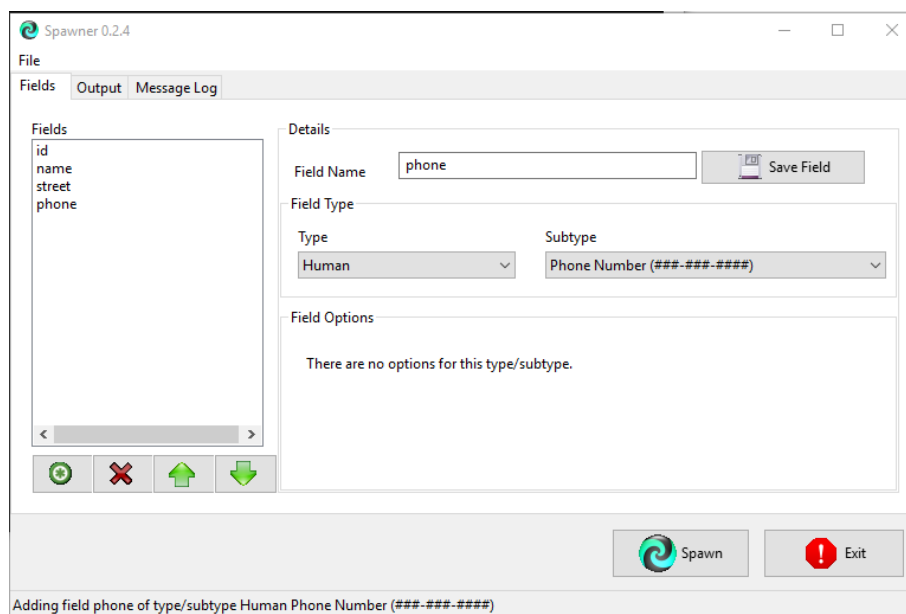 Spawner 0.2.4
File
Fields Output Message Log
Fields
id
name
street
phone
Details
Field Name phone Save Field
Field Type
Type Subtype
Human Phone Number (###-###-####)
Field Options
There are no options for this type/subtype.
Spawn Exit
Adding field phone of type/subtype Human Phone Number (###-###-####)